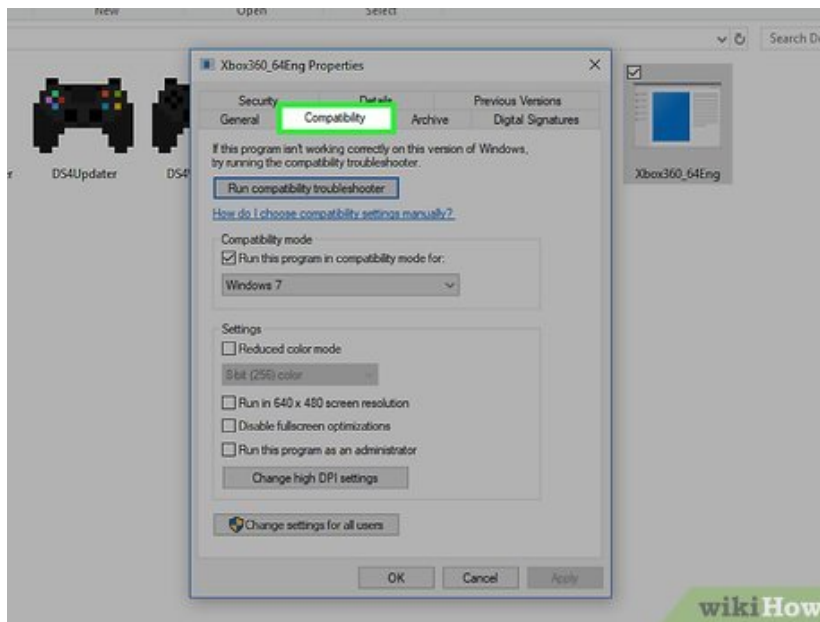 New Open Select
Search D
Xbox360_64Eng Properties
Security Details Previous Versions
General Compatibility Archive Digital Signatures
If this program isn't working correctly on this version of Windows,
try running the compatibility troubleshooter.
Run compatibility troubleshooter
How do I choose compatibility settings manually?
Compatibility mode
Run this program in compatibility mode for:
Windows 7
Settings
Reduced color mode
8-bit (256) color
Run in 640 x 480 screen resolution
Disable fullscreen optimizations
Run this program as an administrator
Change high DPI settings
Change settings for all users
OK Cancel Apply
r DS4Updater DS4
Xbox360_64Eng
wikiHow